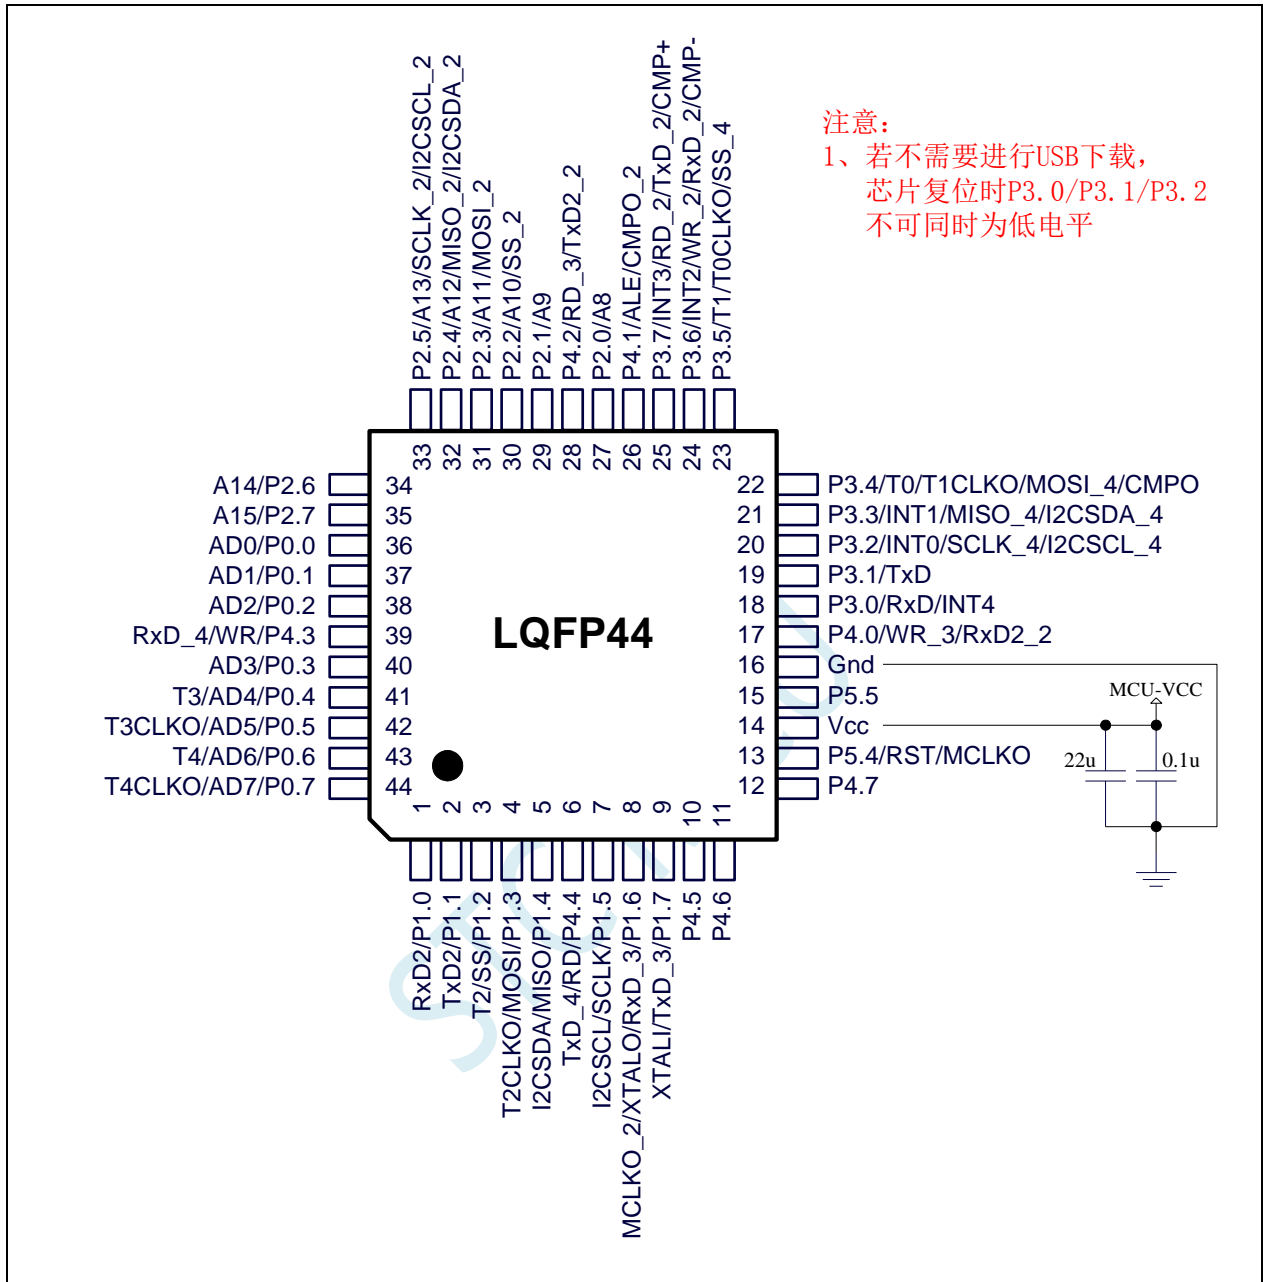 P2.5/A13/SCLK_2/I2CSCL_2
P2.4/A12/MISO_2/I2CSDA_2
P2.3/A11/MOSI_2
P2.2/A10/SS_2
P2.1/A9
P4.2/RD_3/TxD2_2
P2.0/A8
P4.1/ALE/CMPO_2
P3.7/INT3/RD_2/TxD_2/CMP+
P3.6/INT2/WR_2/RxD_2/CMP-
P3.5/T1/T0CLKO/SS_4
注意：
1、若不需要进行USB下载，
芯片复位时P3.0/P3.1/P3.2
不可同时为低电平
33 32 31 30 29 28 27 26 25 24 23
A14/P2.6 34
A15/P2.7 35
AD0/P0.0 36
AD1/P0.1 37
AD2/P0.2 38
RxD_4/WR/P4.3 39
AD3/P0.3 40
T3/AD4/P0.4 41
T3CLKO/AD5/P0.5 42
T4/AD6/P0.6 43
T4CLKO/AD7/P0.7 44
LQFP44
22 P3.4/T0/T1CLKO/MOSI_4/CMPO
21 P3.3/INT1/MISO_4/I2CSDA_4
20 P3.2/INT0/SCLK_4/I2CSCL_4
19 P3.1/TxD
18 P3.0/RxD/INT4
17 P4.0/WR_3/RxD2_2
16 Gnd
15 P5.5
14 Vcc
13 P5.4/RST/MCLKO
12 P4.7
MCU-VCC
22u
0.1u
1 2 3 4 5 6 7 8 9 10 11
RxD2/P1.0
TxD2/P1.1
T2/SS/P1.2
T2CLKO/MOSI/P1.3
I2CSDA/MISO/P1.4
TxD_4/RD/P4.4
I2CSCL/SCLK/P1.5
MCLKO_2/XTALO/RxD_3/P1.6
XTALI/TxD_3/P1.7
P4.5
P4.6